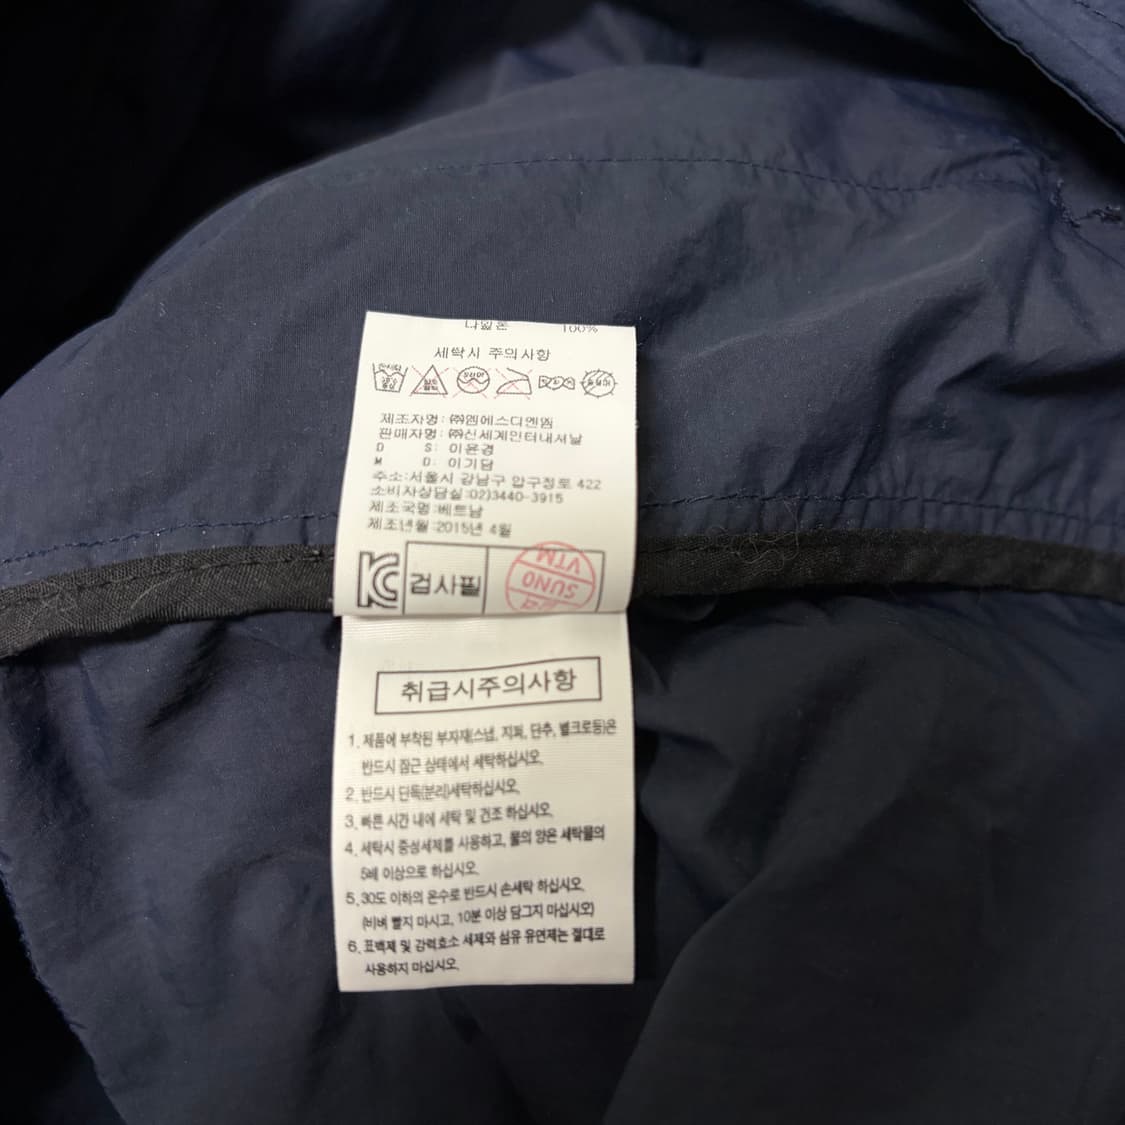 나일론 100%
세탁시 주의사항
제조자명: ㈜엠에스디앤엠
판매자명: ㈜신세계인터내셔날
D S: 이윤경
M D: 이기담
주소:서울시 강남구 압구정로 422
소비자상담실:02)3440-3915
제조국명:베트남
제조년월:2015년 4월
KC 검사필 VTM
SUNO
취급시주의사항
1. 제품에 부착된 부자재(스냅, 지퍼, 단추, 벨크로등)은
반드시 잠근 상태에서 세탁하십시오.
2. 반드시 단독(분리)세탁하십시오.
3. 빠른 시간 내에 세탁 및 건조 하십시오.
4. 세탁시 중성세제를 사용하고, 물의 양은 세탁물의
5배 이상으로 하십시오.
5. 30도 이하의 온수로 반드시 손세탁 하십시오.
(비벼 빨지 마시고, 10분 이상 담그지 마십시오)
6. 표백제 및 강력효소 세제와 섬유 유연제는 절대로
사용하지 마십시오.